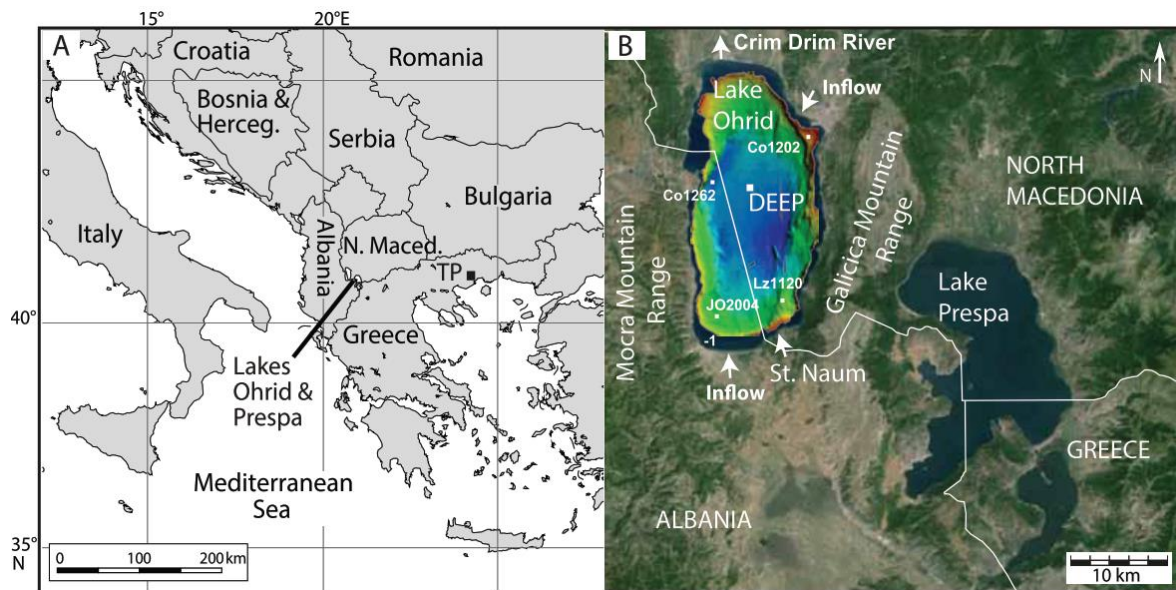 15°
20°E
A
Croatia
Romania
Bosnia &
Herceg.
Serbia
Bulgaria
Italy
Albania
N. Maced.
TP
40°
Greece
Lakes
Ohrid &
Prespa
Mediterranean
Sea
35°
N
0 100 200 km
B
Crim Drim River
N
Lake
Ohrid
Inflow
Co1202
NORTH
MACEDONIA
Co1262
DEEP
Mocra Mountain
Range
Galicica Mountain
Range
Lz1120
JO2004
Lake
Prespa
-1
St. Naum
Inflow
GREECE
ALBANIA
10 km